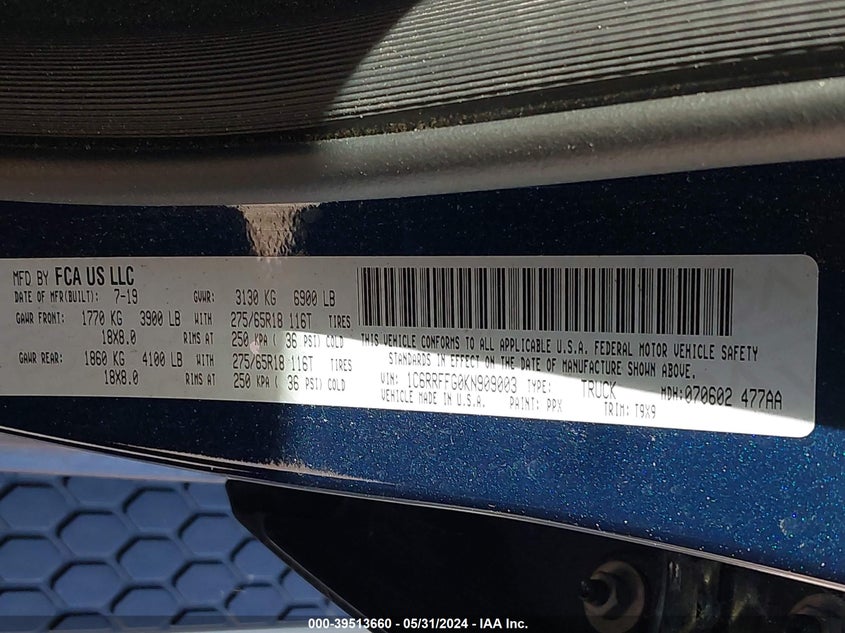 MFD BY FCA US LLC
DATE OF MFR(BUILT): 7-19 GVWR: 3130 KG 6900 LB
GAWR FRONT: 1770 KG 3900 LB WITH 275/65R18 116T TIRES
18X8.0 RIMS AT 250 KPA ( 36 PSI) COLD
GAWR REAR: 1860 KG 4100 LB WITH 275/65R18 116T TIRES
18X8.0 RIMS AT 250 KPA ( 36 PSI) COLD
THIS VEHICLE CONFORMS TO ALL APPLICABLE U.S.A. FEDERAL MOTOR VEHICLE SAFETY
STANDARDS IN EFFECT ON THE DATE OF MANUFACTURE SHOWN ABOVE.
VIN: 1C6RRFFG0KN909003 TYPE: TRUCK MDH: 070602 477AA
VEHICLE MADE IN U.S.A. PAINT: PPX TRIM: T9X9
000-39513660 - 05/31/2024 - IAA Inc.